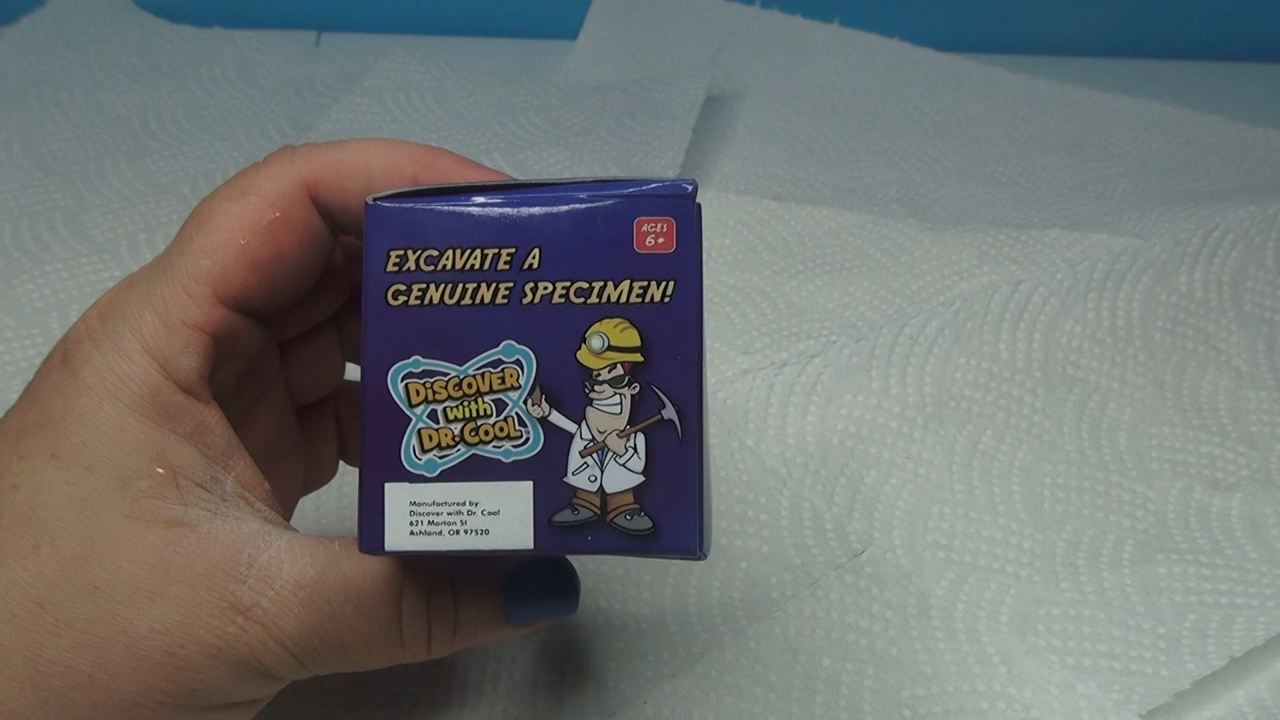 AGES
6+
EXCAVATE A
GENUINE SPECIMEN!
DISCOVER
with
DR. COOL
Manufactured by:
Discover with Dr. Cool
621 Morton St
Ashland, OR 97520